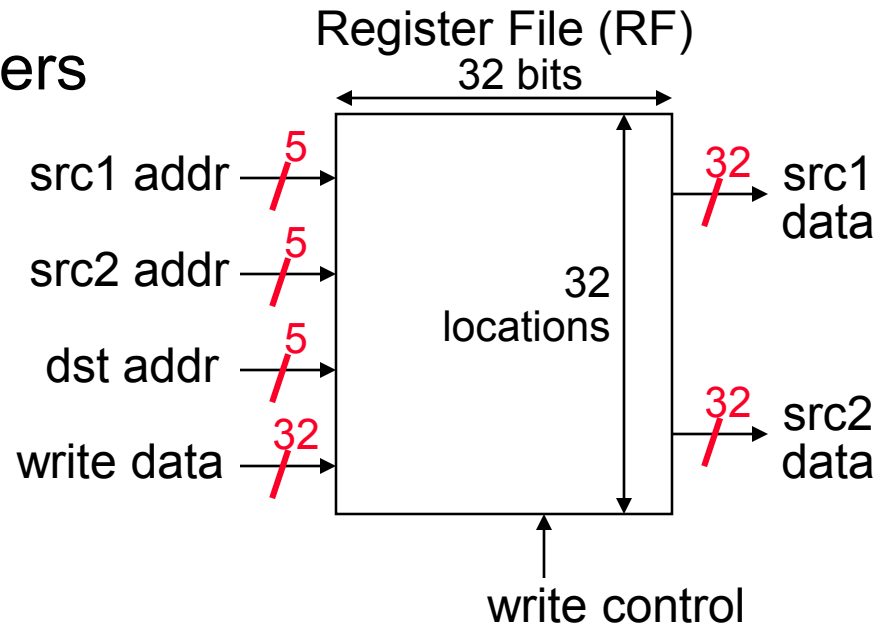 Register File (RF)
ers
32 bits
5
src1 addr
32
src1
data
5
src2 addr
32
locations
5
dst addr
32
write data
32
src2
data
write control